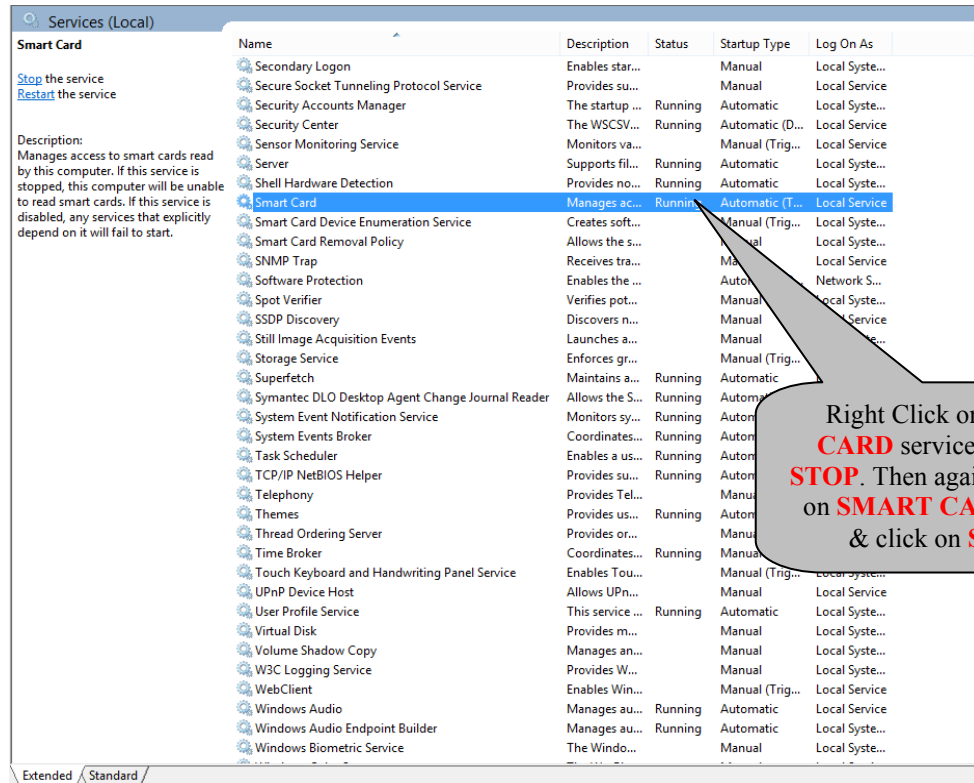 Services (Local)
Smart Card
Stop the service
Restart the service
Description:
Manages access to smart cards read
by this computer. If this service is
stopped, this computer will be unable
to read smart cards. If this service is
disabled, any services that explicitly
depend on it will fail to start.
Name Description Status Startup Type Log On As
Secondary Logon Enables star... Manual Local Syste...
Secure Socket Tunneling Protocol Service Provides su... Manual Local Service
Security Accounts Manager The startup ... Running Automatic Local Syste...
Security Center The WSCSV... Running Automatic (D... Local Service
Sensor Monitoring Service Monitors va... Manual (Trig... Local Service
Server Supports fil... Running Automatic Local Syste...
Shell Hardware Detection Provides no... Running Automatic Local Syste...
Smart Card Manages ac... Running Automatic (T... Local Service
Smart Card Device Enumeration Service Creates soft... Manual (Trig... Local Syste...
Smart Card Removal Policy Allows the s... Local Syste...
SNMP Trap Receives tra... Local Service
Software Protection Enables the ... Network S...
Spot Verifier Verifies pot... Manual Local Syste...
SSDP Discovery Discovers n... Manual Service
Still Image Acquisition Events Launches a... Manual
Storage Service Enforces gr... Manual (Trig...
Superfetch Maintains a... Running Automatic
Symantec DLO Desktop Agent Change Journal Reader Allows the S... Running
System Event Notification Service Monitors sy... Running
System Events Broker Coordinates... Running
Task Scheduler Enables a us... Running
TCP/IP NetBIOS Helper Provides su... Running
Telephony Provides Tel...
Themes Provides us... Running
Thread Ordering Server Provides or...
Time Broker Coordinates... Running
Touch Keyboard and Handwriting Panel Service Enables Tou... Manual (Trig... Local Syste...
UPnP Device Host Allows UPn... Manual Local Service
User Profile Service This service ... Running Automatic Local Syste...
Virtual Disk Provides m... Manual Local Syste...
Volume Shadow Copy Manages an... Manual Local Syste...
W3C Logging Service Provides W... Manual Local Syste...
WebClient Enables Win... Manual (Trig... Local Service
Windows Audio Manages au... Running Automatic Local Service
Windows Audio Endpoint Builder Manages au... Running Automatic Local Syste...
Windows Biometric Service The Windo... Manual Local Syste...
Right Click
CARD service
STOP. Then
on SMART
& click on
Extended Standard